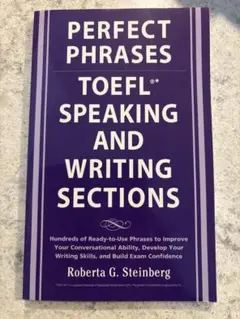 PERFECT
PHRASES
TOEFL®*
SPEAKING
AND
WRITING
SECTIONS
Hundreds of Ready-to-Use Phrases to Improve
Your Conversational Ability, Develop Your
Writing Skills, and Build Exam Confidence
Roberta G. Steinberg